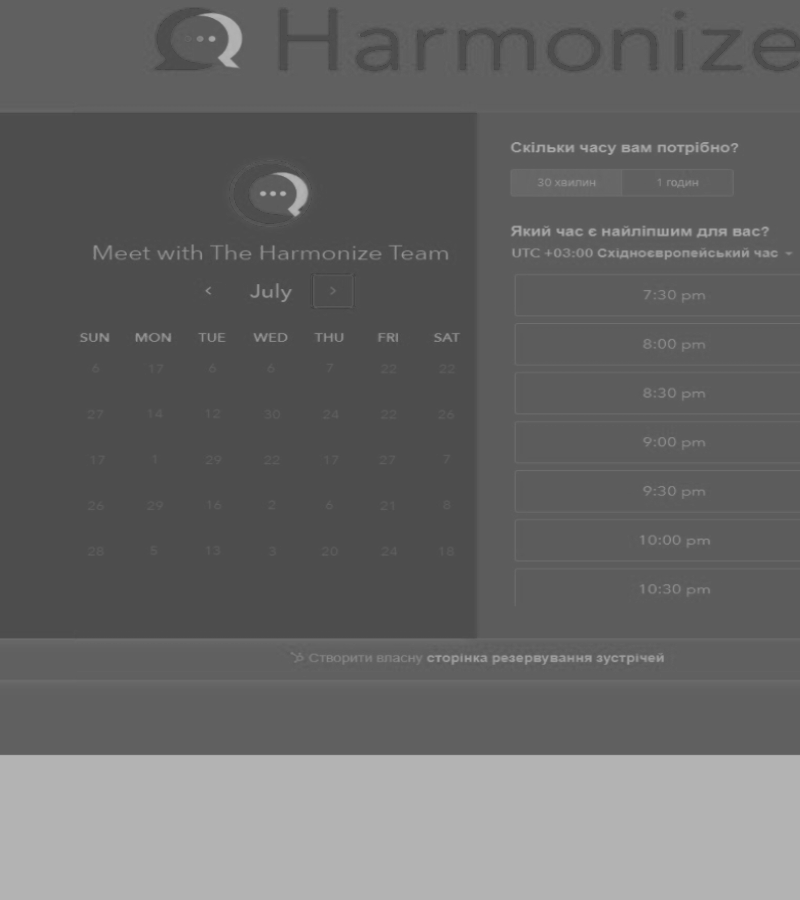 Harmonize
Meet with The Harmonize Team
July
SUN MON TUE WED THU FRI SAT
6 17 6 6 7 22 22
27 14 12 30 24 22 26
17 1 29 22 17 27 7
26 29 16 2 6 21 8
28 5 13 3 20 24 18
Скільки часу вам потрібно?
30 хвилин 1 годин
Який час є найліпшим для вас?
UTC +03:00 Східноєвропейський час
7:30 pm
8:00 pm
8:30 pm
9:00 pm
9:30 pm
10:00 pm
10:30 pm
Створити власну сторінка резервування зустрічей